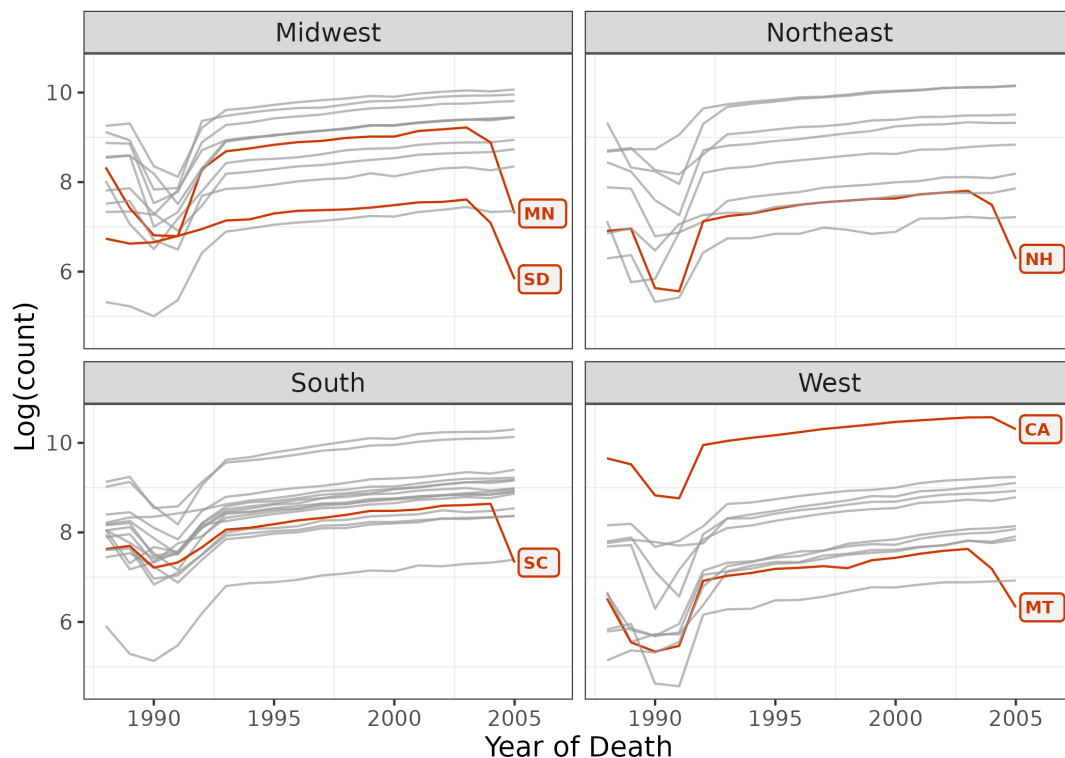 Midwest
Northeast
10
8
6
MN
SD
NH
South
West
10
8
6
CA
SC
MT
1990 1995 2000 2005
1990 1995 2000 2005
Log(count)
Year of Death